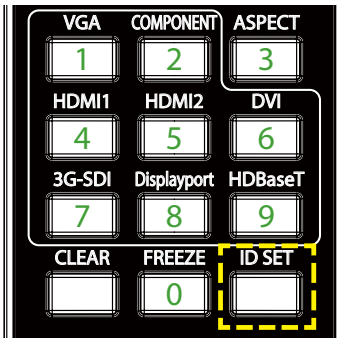 VGA COMPONENT ASPECT
1 2 3
HDMI1 HDMI2 DVI
4 5 6
3G-SDI Displayport HDBaseT
7 8 9
CLEAR FREEZE ID SET
0